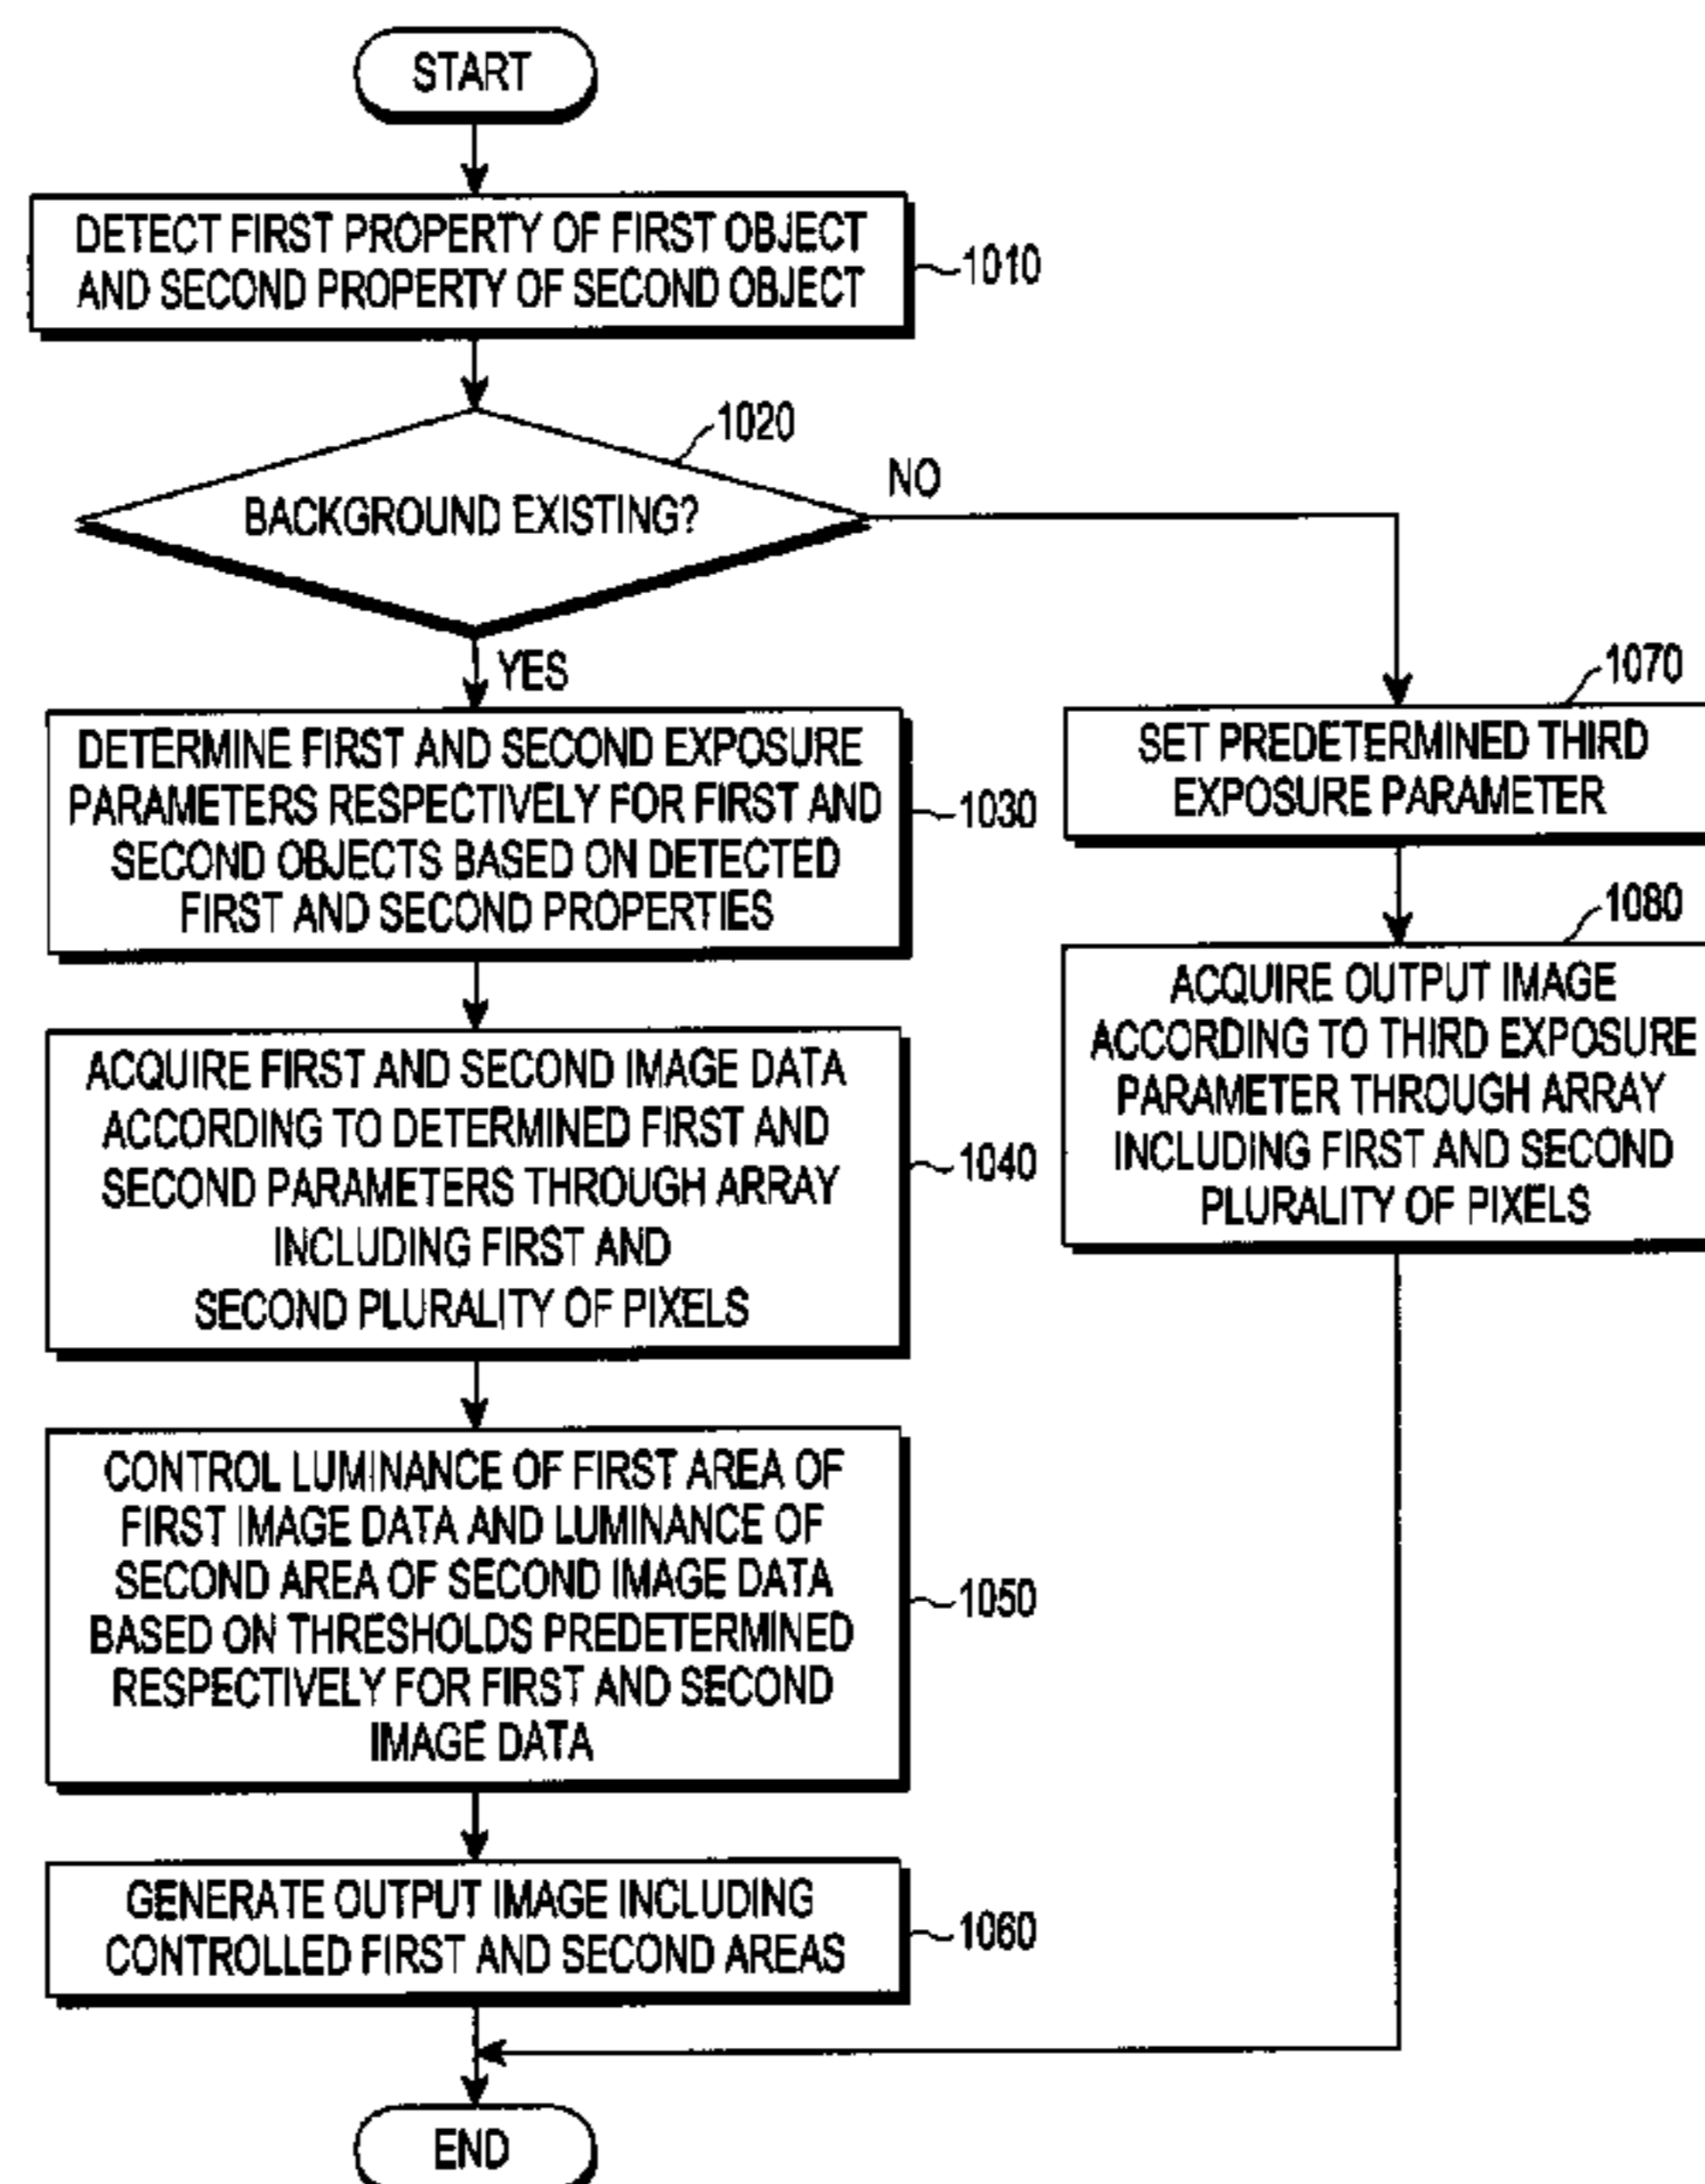 START
DETECT FIRST PROPERTY OF FIRST OBJECT
AND SECOND PROPERTY OF SECOND OBJECT
1010
1020
BACKGROUND EXISTING?
NO
YES
DETERMINE FIRST AND SECOND EXPOSURE
PARAMETERS RESPECTIVELY FOR FIRST AND
SECOND OBJECTS BASED ON DETECTED
FIRST AND SECOND PROPERTIES
1030
ACQUIRE FIRST AND SECOND IMAGE DATA
ACCORDING TO DETERMINED FIRST AND
SECOND PARAMETERS THROUGH ARRAY
INCLUDING FIRST AND
SECOND PLURALITY OF PIXELS
1040
CONTROL LUMINANCE OF FIRST AREA OF
FIRST IMAGE DATA AND LUMINANCE OF
SECOND AREA OF SECOND IMAGE DATA
BASED ON THRESHOLDS PREDETERMINED
RESPECTIVELY FOR FIRST AND SECOND
IMAGE DATA
1050
GENERATE OUTPUT IMAGE INCLUDING
CONTROLLED FIRST AND SECOND AREAS
1060
1070
SET PREDETERMINED THIRD
EXPOSURE PARAMETER
1080
ACQUIRE OUTPUT IMAGE
ACCORDING TO THIRD EXPOSURE
PARAMETER THROUGH ARRAY
INCLUDING FIRST AND SECOND
PLURALITY OF PIXELS
END